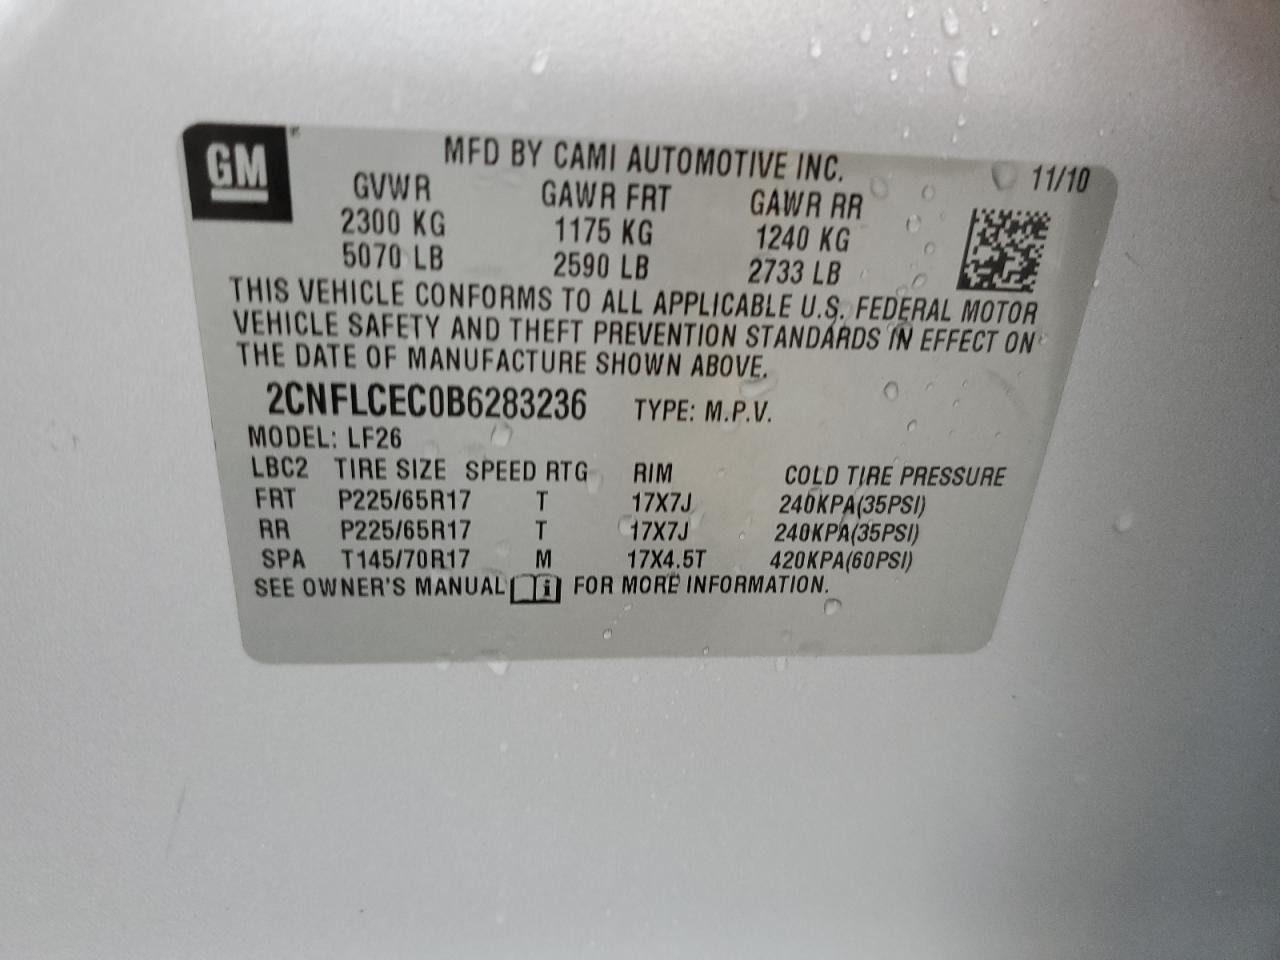 GM
MFD BY CAMI AUTOMOTIVE INC. 11/10
GVWR GAWR FRT GAWR RR
2300 KG 1175 KG 1240 KG
5070 LB 2590 LB 2733 LB
THIS VEHICLE CONFORMS TO ALL APPLICABLE U.S. FEDERAL MOTOR
VEHICLE SAFETY AND THEFT PREVENTION STANDARDS IN EFFECT ON
THE DATE OF MANUFACTURE SHOWN ABOVE.
2CNFLCEC0B6283236 TYPE: M.P.V.
MODEL: LF26
LBC2 TIRE SIZE SPEED RTG RIM COLD TIRE PRESSURE
FRT P225/65R17 T 17X7J 240KPA(35PSI)
RR P225/65R17 T 17X7J 240KPA(35PSI)
SPA T145/70R17 M 17X4.5T 420KPA(60PSI)
SEE OWNER'S MANUAL i FOR MORE INFORMATION.